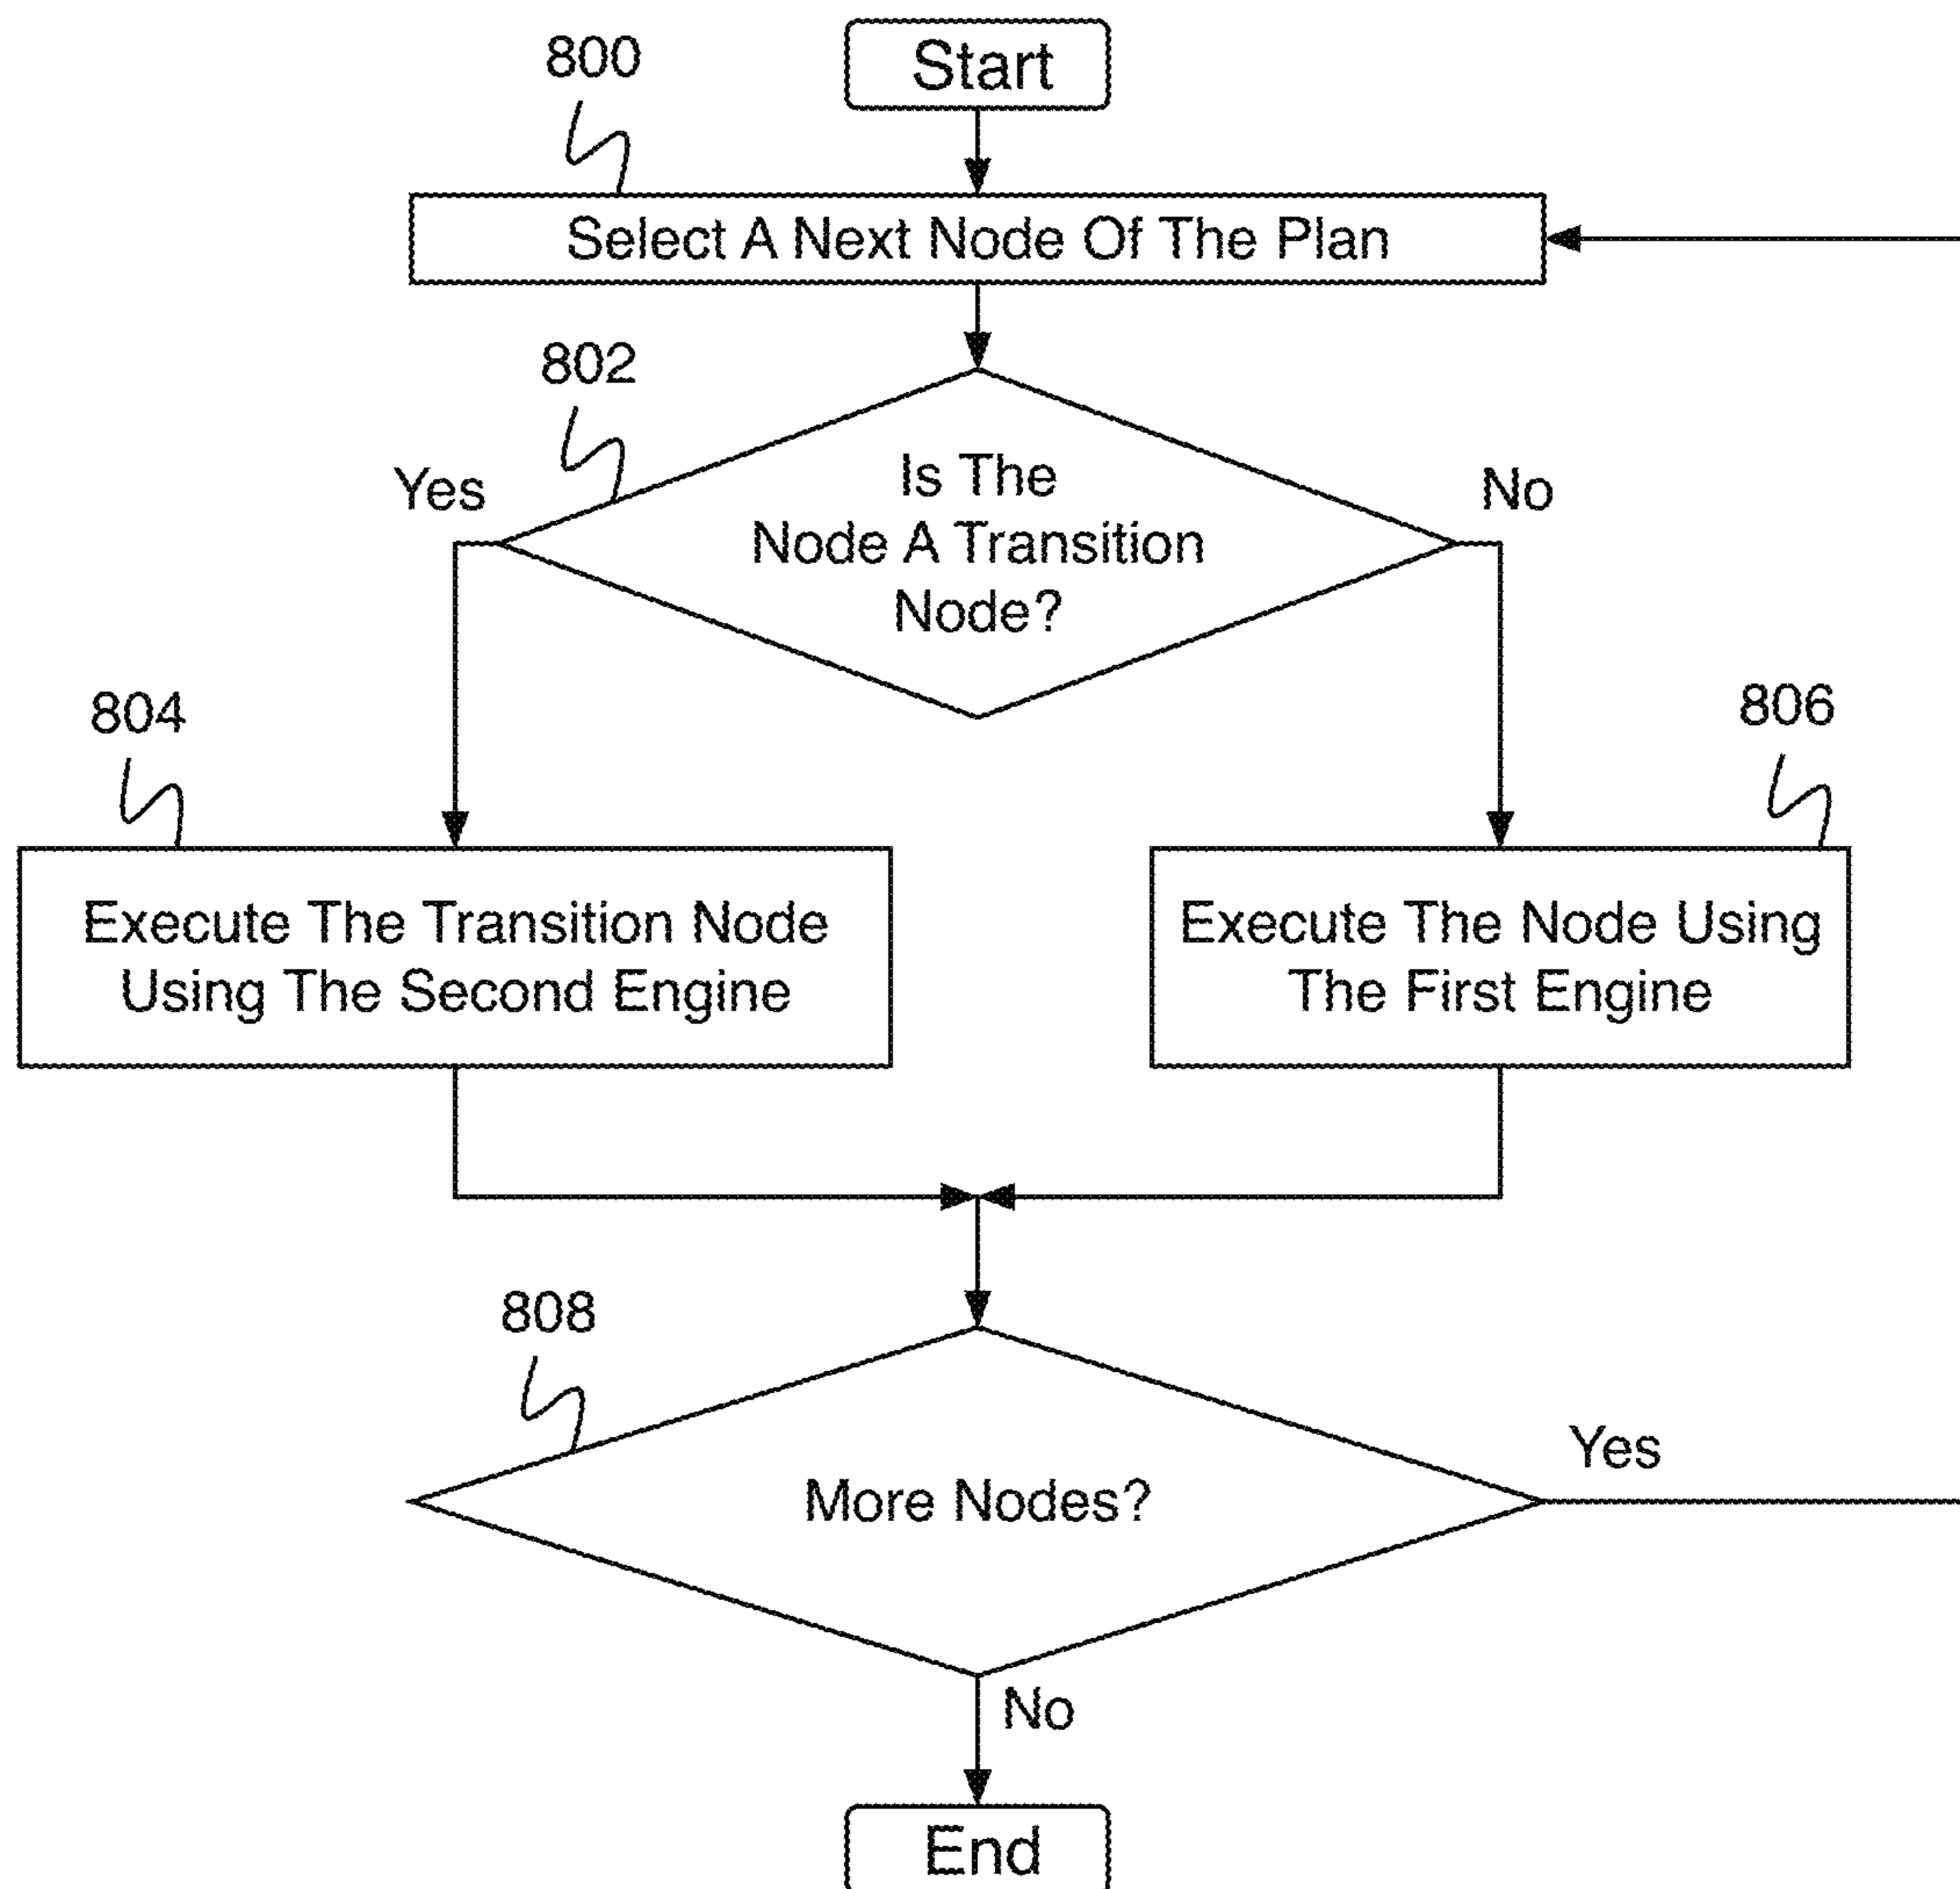 Start
800
Select A Next Node Of The Plan
802
Yes
Is The
Node A Transition
Node?
No
804
806
Execute The Transition Node
Using The Second Engine
Execute The Node Using
The First Engine
808
More Nodes?
Yes
No
End